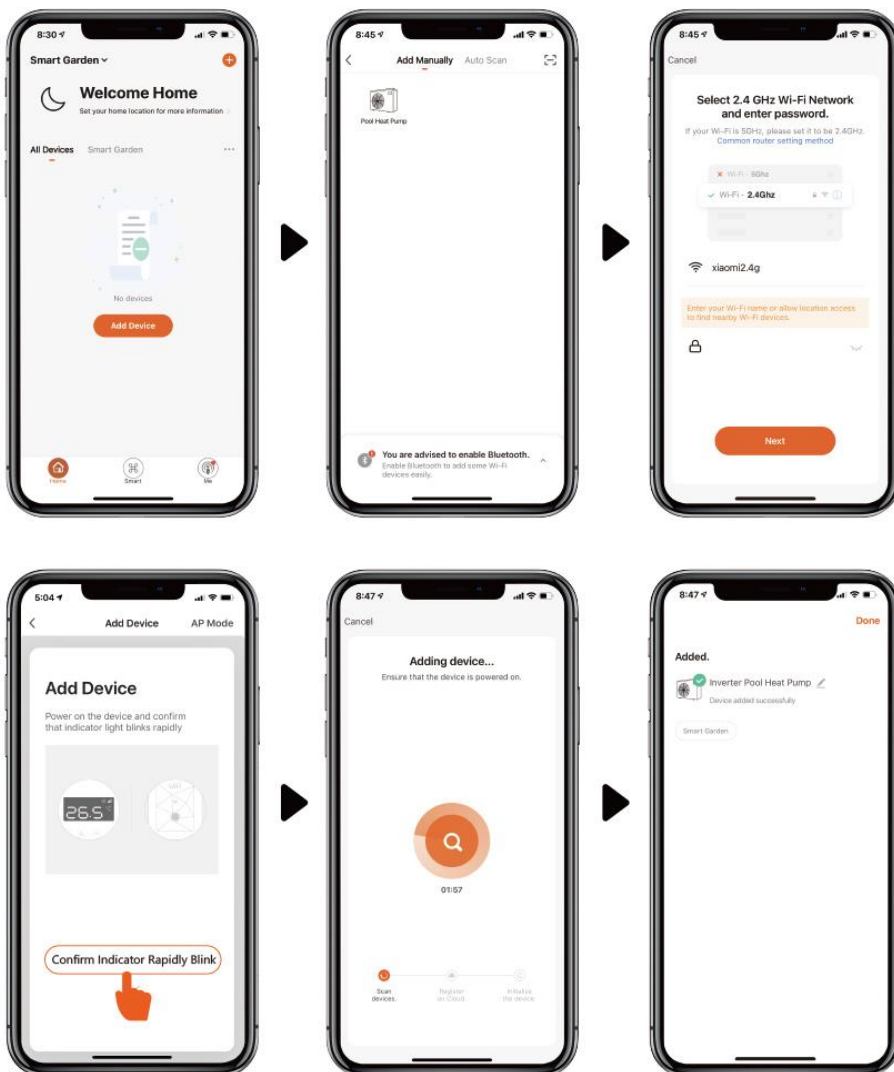 8:30
Smart Garden
Welcome Home
Set your home location for more information
All Devices Smart Garden ...
No devices
Add Device
Home Smart Me
8:45
Add Manually Auto Scan
Pool Heat Pump
You are advised to enable Bluetooth.
Enable Bluetooth to add some Wi-Fi
devices easily.
8:45
Cancel
Select 2.4 GHz Wi-Fi Network
and enter password.
If your Wi-Fi is 5GHz, please set it to be 2.4GHz.
Common router setting method
Wi-Fi - 5Ghz
Wi-Fi - 2.4Ghz
xiaomi2.4g
Enter your Wi-Fi name or allow location access
to find nearby Wi-Fi devices.
Next
5:04
Add Device AP Mode
Add Device
Power on the device and confirm
that indicator light blinks rapidly
26.5
WiFi
Confirm Indicator Rapidly Blink
8:47
Cancel
Adding device...
Ensure that the device is powered on.
01:57
Scan
devices.
Register
on Cloud.
Initialize
the device.
8:47
Done
Added.
Inverter Pool Heat Pump
Device added successfully
Smart Garden